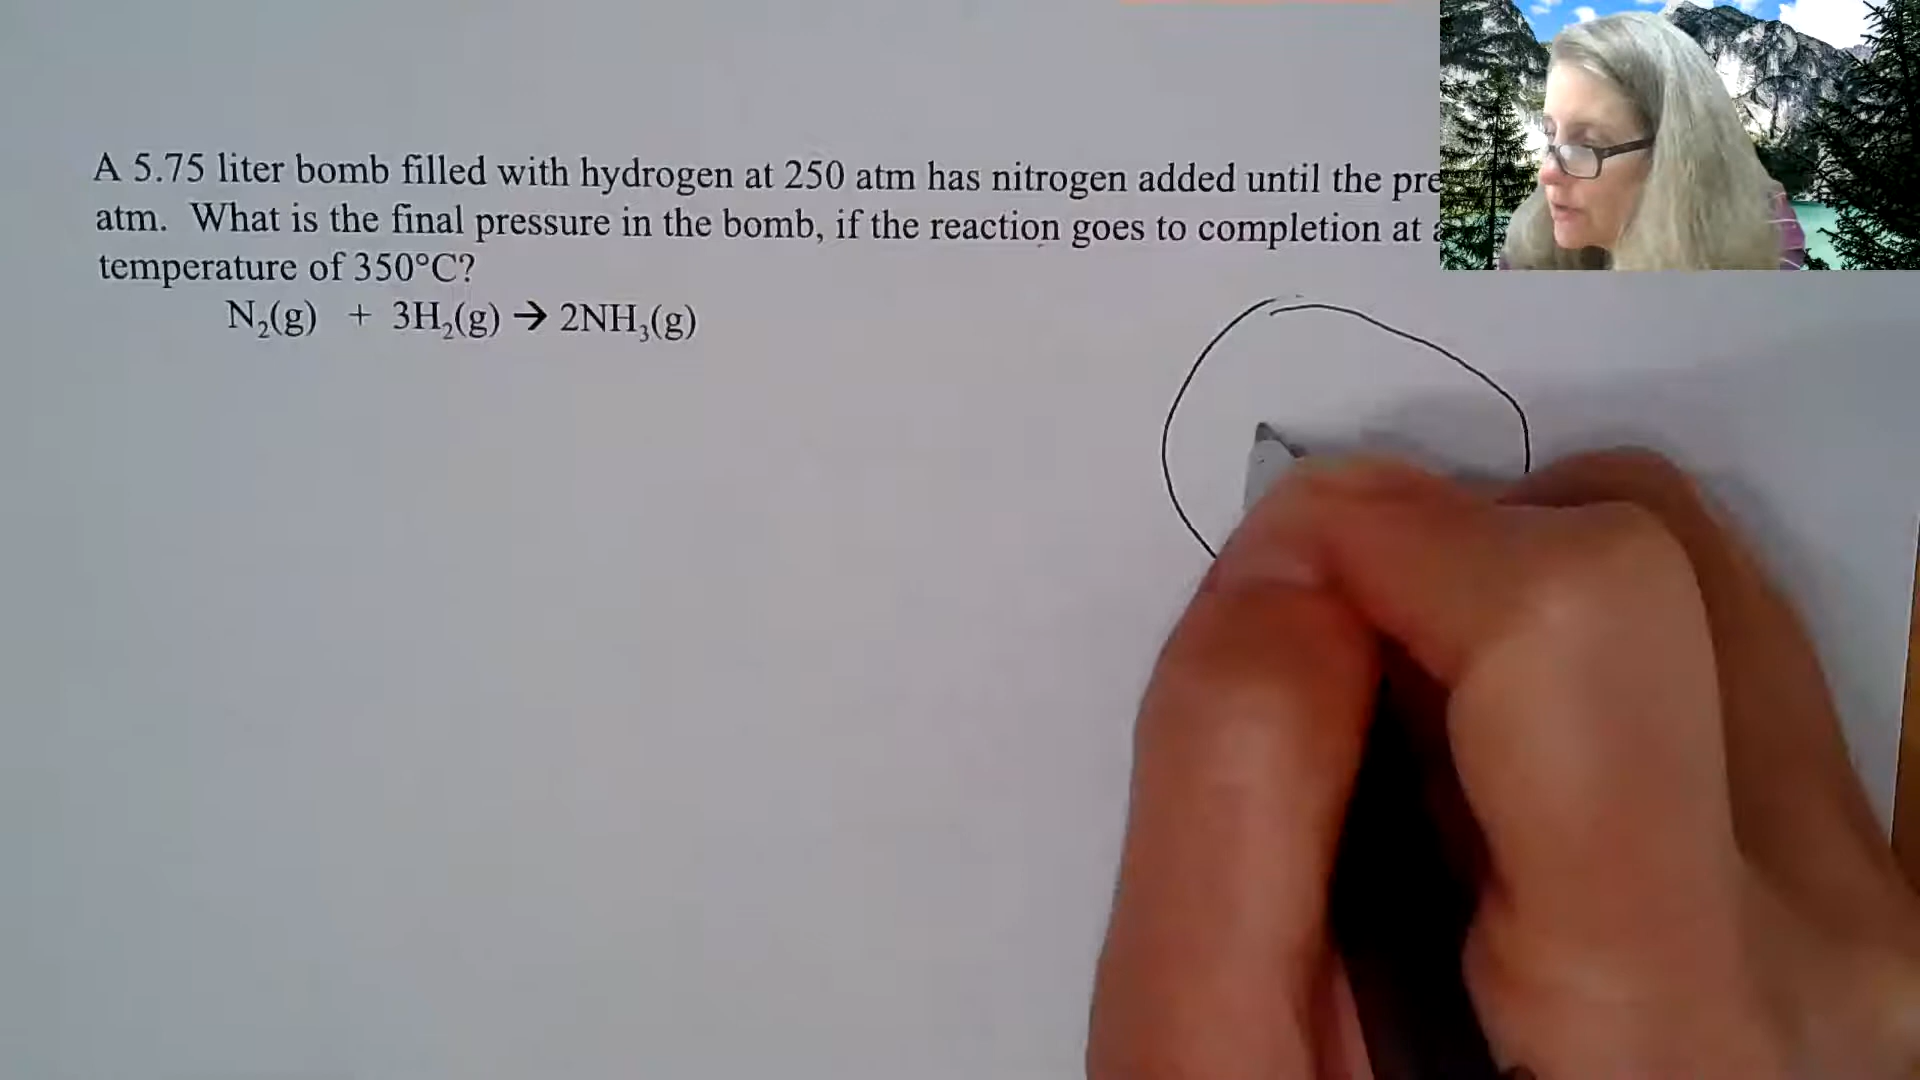 A 5.75 liter bomb filled with hydrogen at 250 atm has nitrogen added until the
atm. What is the final pressure in the bomb, if the reaction goes to completion at
temperature of 350°C?
N₂(g) + 3H₂(g) → 2NH₃(g)